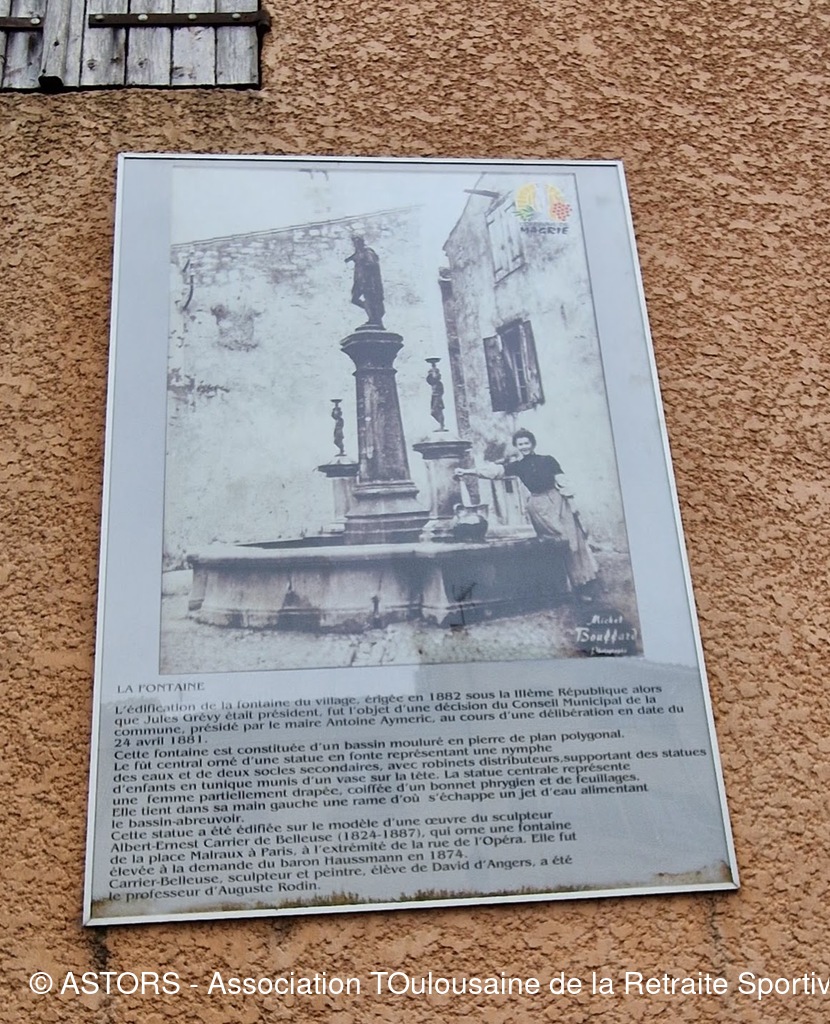 MAGRIE
Michel
Bouffard
Photographe
LA FONTAINE
L'édification de la fontaine du village, érigée en 1882 sous la IIIème République alors
que Jules Grévy était président, fut l'objet d'une décision du Conseil Municipal de la
commune, présidé par le maire Antoine Aymeric, au cours d'une délibération en date du
24 avril 1881.
Cette fontaine est constituée d'un bassin mouluré en pierre de plan polygonal.
Le fût central orné d'une statue en fonte représentant une nymphe
des eaux et de deux socles secondaires, avec robinets distributeurs,supportant des statues
d'enfants en tunique munis d'un vase sur la tête. La statue centrale représente
une femme partiellement drapée, coiffée d'un bonnet phrygien et de feuillages.
Elle tient dans sa main gauche une rame d'où s'échappe un jet d'eau alimentant
le bassin-abreuvoir.
Cette statue a été édifiée sur le modèle d'une œuvre du sculpteur
Albert-Ernest Carrier de Belleuse (1824-1887), qui orne une fontaine
de la place Malraux à Paris, à l'extrémité de la rue de l'Opéra. Elle fut
élevée à la demande du baron Haussmann en 1874.
Carrier-Belleuse, sculpteur et peintre, élève de David d'Angers, a été
le professeur d'Auguste Rodin.
© ASTORS - Association TOulousaine de la Retraite Sportiv